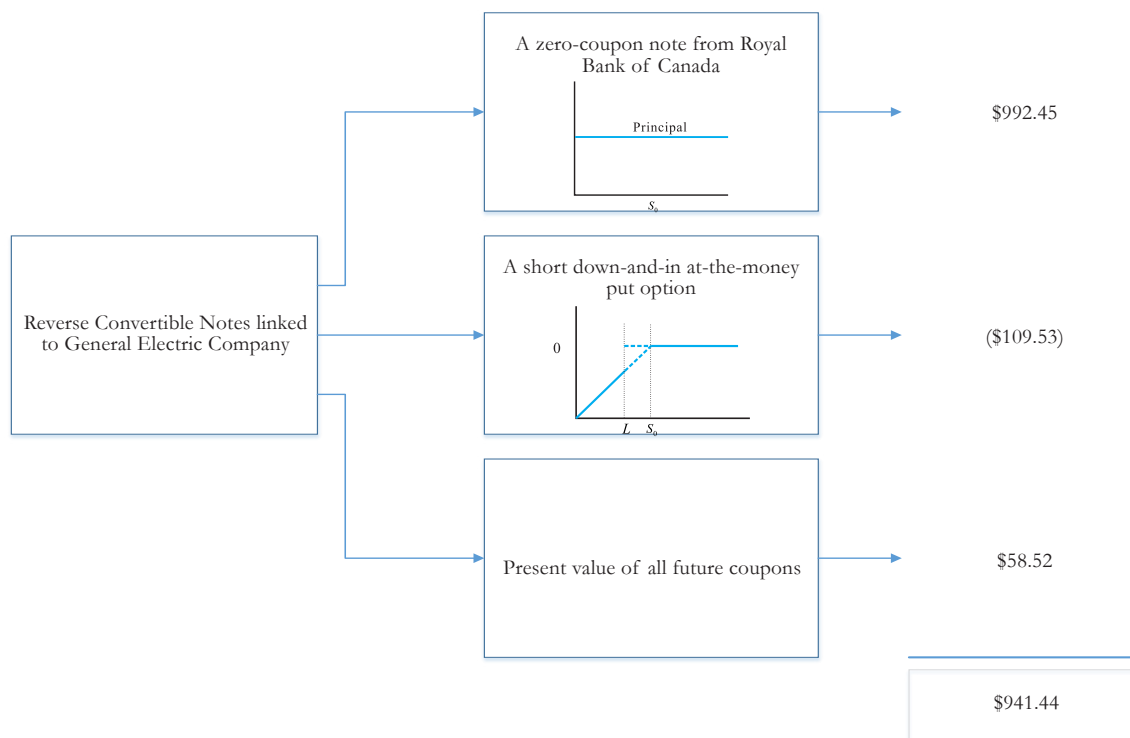 A zero-coupon note from Royal
Bank of Canada
Principal
S₀
$992.45
Reverse Convertible Notes linked
to General Electric Company
A short down-and-in at-the-money
put option
0
L S₀
($109.53)
Present value of all future coupons
$58.52
$941.44